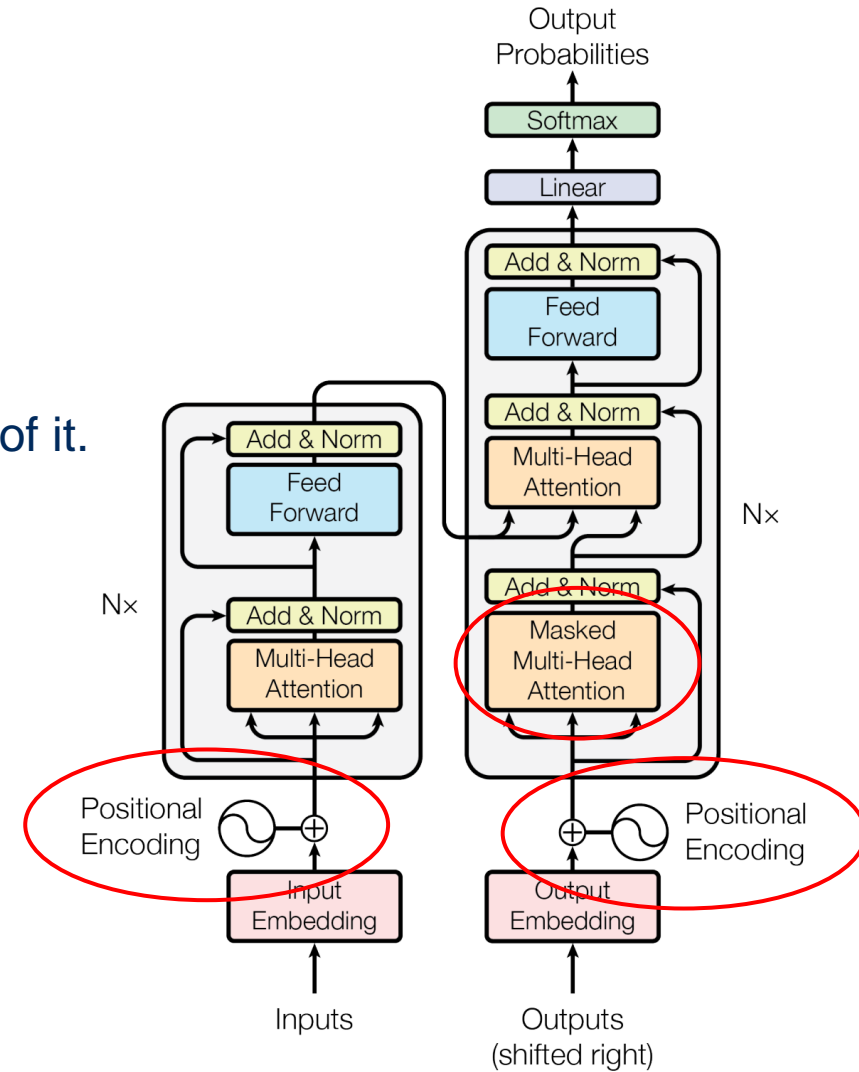 Output
Probabilities
Softmax
Linear
Add & Norm
Feed
Forward
Add & Norm
Multi-Head
Attention
Nx
Add & Norm
Masked
Multi-Head
Attention
of it.
Add & Norm
Feed
Forward
Nx
Add & Norm
Multi-Head
Attention
Positional
Encoding
Positional
Encoding
Input
Embedding
Output
Embedding
Inputs
Outputs
(shifted right)